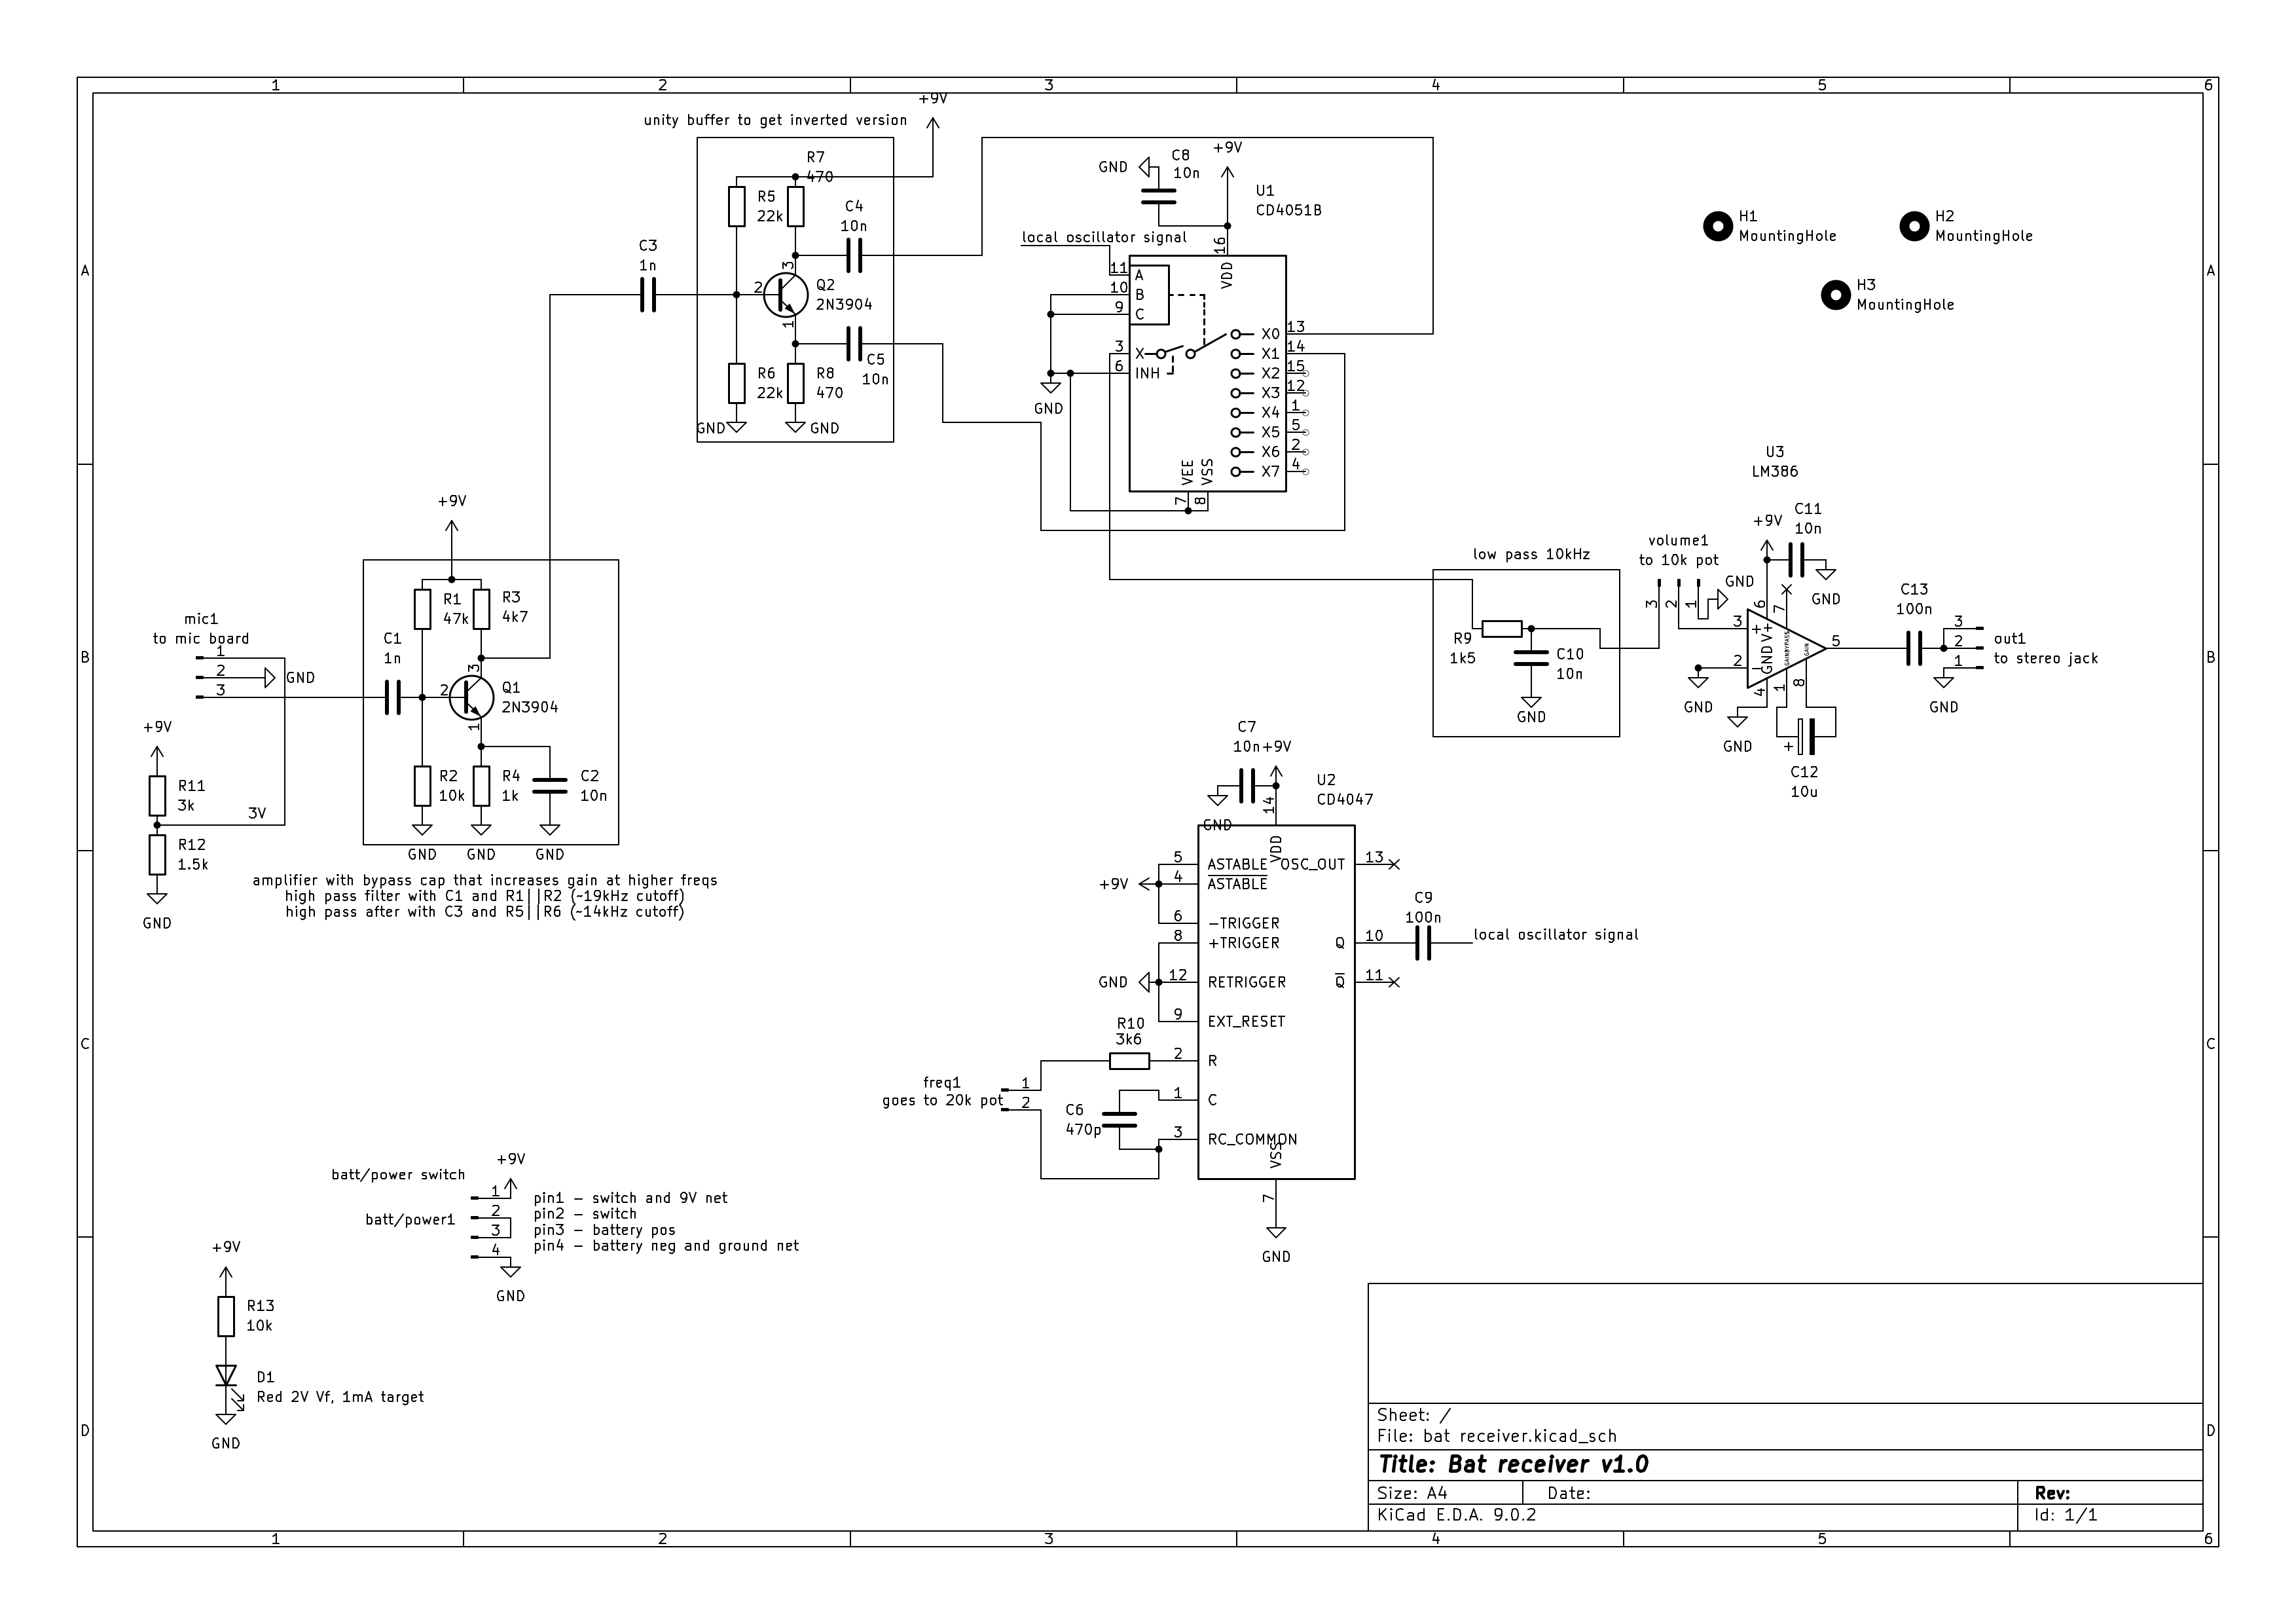 1 2 3 4 5 6
A A
B B
C C
D D
1 2 3 4 5 6
unity buffer to get inverted version
+9V
R7
470
R5
22k
C4
10n
C3
1n
3
2
Q2
2N3904
1
C5
10n
R6
22k
R8
470
GND
GND
C8
10n
GND
+9V
U1
CD4051B
local oscillator signal
16
VDD
11 A
10 B
9 C
3 X
6 INH
GND
X0 13
X1 14
X2 15
X3 12
X4 1
X5 5
X6 2
X7 4
VEE
VSS
7
8
H1
MountingHole
H2
MountingHole
H3
MountingHole
+9V
R1
47k
R3
4k7
mic1
to mic board
1
2
3
GND
C1
1n
3
2
Q1
2N3904
1
R2
10k
R4
1k
C2
10n
GND
GND
GND
+9V
R11
3k
3V
R12
1.5k
GND
amplifier with bypass cap that increases gain at higher freqs
high pass filter with C1 and R1||R2 (~19kHz cutoff)
high pass after with C3 and R5||R6 (~14kHz cutoff)
low pass 10kHz
R9
1k5
C10
10n
GND
volume1
to 10k pot
3
2
1
GND
U3
LM386
+9V
C11
10n
GND
6
7
3
+
V+
BYPASS
GAIN
GAIN
2
−
GND
5
4
1
8
GND
GND
+
C12
10u
C13
100n
3
2
1
out1
to stereo jack
GND
C7
10n
+9V
GND
14
U2
CD4047
VDD
5 ASTABLE
4 ASTABLE
+9V
6 −TRIGGER
8 +TRIGGER
12 RETRIGGER
GND
9 EXT_RESET
2 R
1 C
3 RC_COMMON
VSS
7
GND
OSC_OUT 13
Q 10
Q 11
C9
100n
local oscillator signal
R10
3k6
freq1
goes to 20k pot
1
2
C6
470p
batt/power switch
+9V
batt/power1
1
2
3
4
GND
pin1 − switch and 9V net
pin2 − switch
pin3 − battery pos
pin4 − battery neg and ground net
+9V
R13
10k
D1
Red 2V Vf, 1mA target
GND
Sheet: /
File: bat receiver.kicad_sch
Title: Bat receiver v1.0
Size: A4 Date: Rev:
KiCad E.D.A. 9.0.2 Id: 1/1